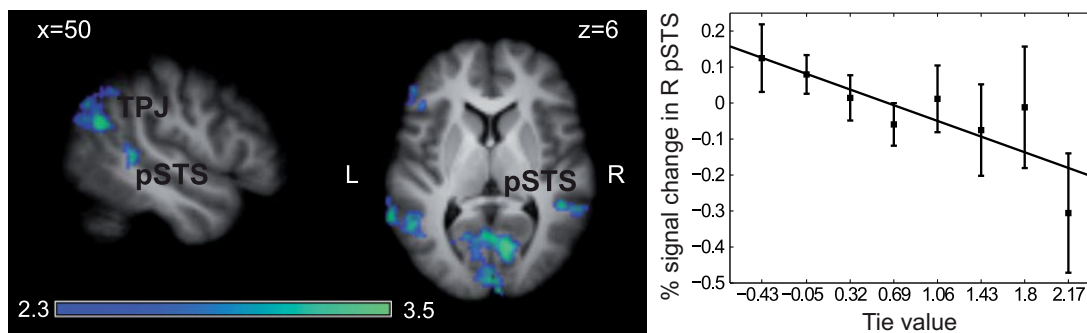 x=50
z=6
TPJ
pSTS
L
pSTS
R
2.3
3.5
% signal change in R pSTS
0.2
0.1
0
−0.1
−0.2
−0.3
−0.4
−0.5
−0.43 −0.05 0.32 0.69 1.06 1.43 1.8 2.17
Tie value